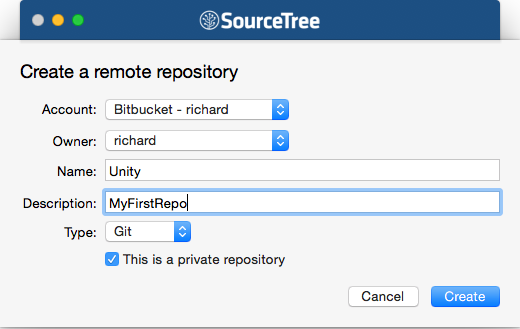 SourceTree
Create a remote repository
Account: Bitbucket - richard
Owner: richard
Name: Unity
Description: MyFirstRepo
Type: Git
This is a private repository
Cancel Create